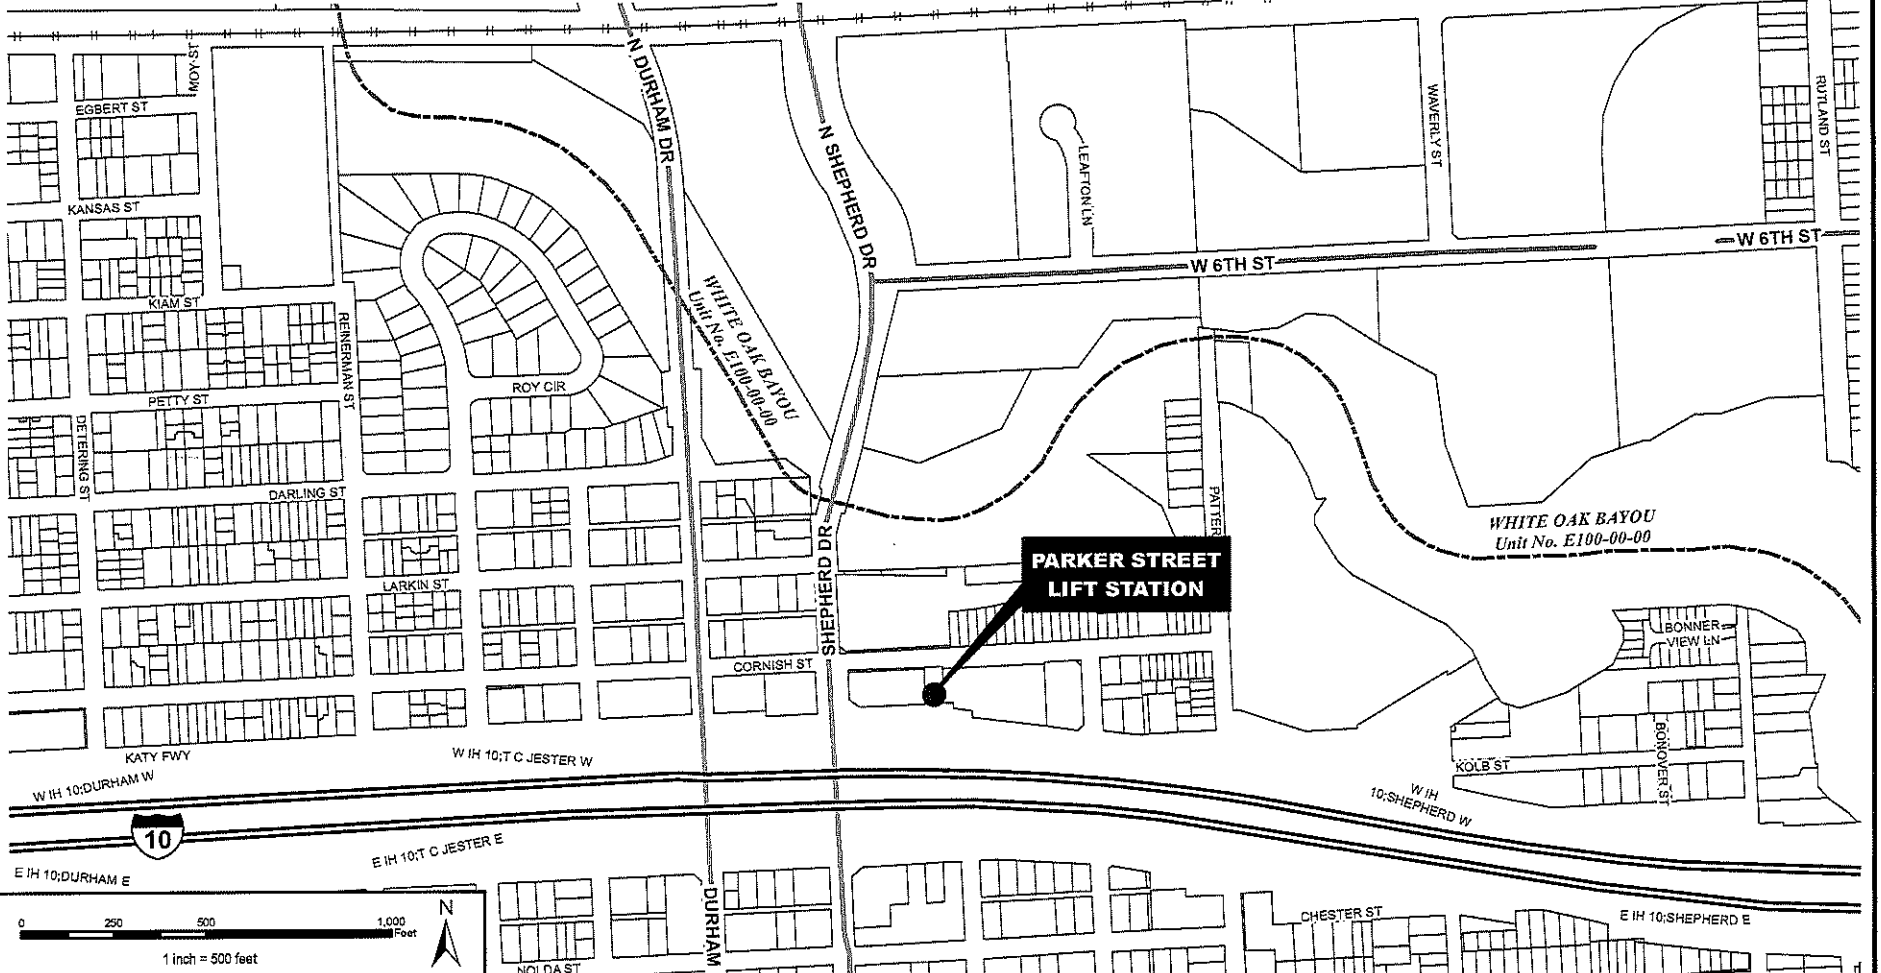 MOY ST
EGBERT ST
KANSAS ST
KIAM ST
REINERMAN ST
PETTY ST
DETERING ST
DARLING ST
LARKIN ST
ROY CIR
N DURHAM DR
N SHEPHERD DR
WHITE OAK BAYOU
Unit No. E100-00-00
LEAFTON LN
WAVERLY ST
RUTLAND ST
W 6TH ST
W 6TH ST
PATTER
WHITE OAK BAYOU
Unit No. E100-00-00
PARKER STREET
LIFT STATION
SHEPHERD DR
CORNISH ST
BONNER
VIEW LN
BONOVER ST
KOLB ST
KATY FWY
W IH 10;DURHAM W
W IH 10;T C JESTER W
W IH
10;SHEPHERD W
10
E IH 10;T C JESTER E
E IH 10;DURHAM E
DURHAM
CHESTER ST
E IH 10;SHEPHERD E
NOLDA ST
0 250 500 1,000
Feet
1 inch = 500 feet
N